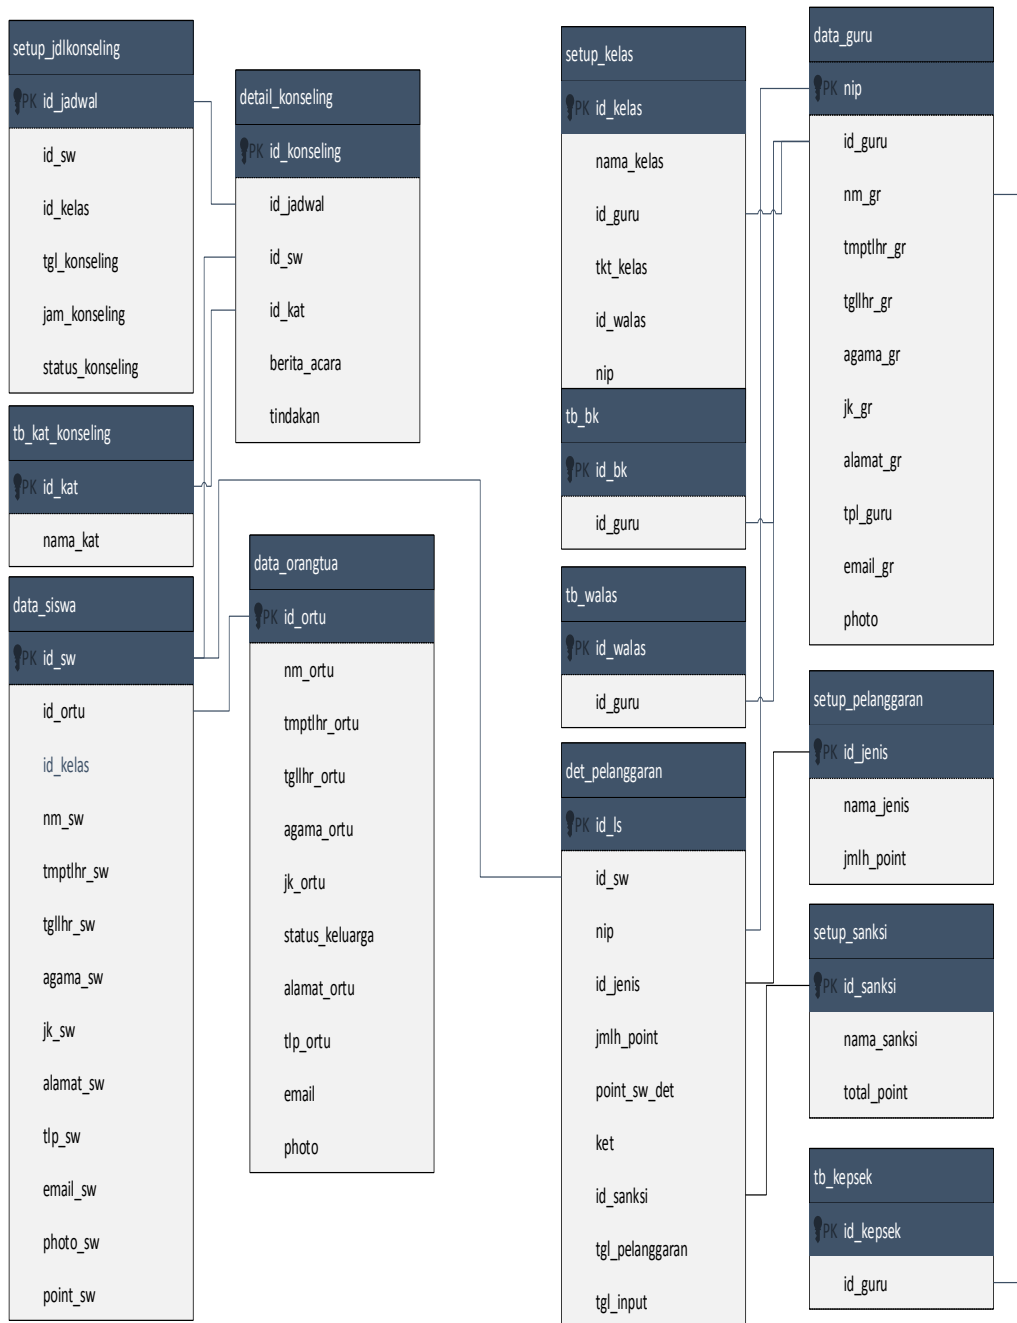 setup_jdlkonseling
PK id_jadwal
id_sw
id_kelas
tgl_konseling
jam_konseling
status_konseling
detail_konseling
PK id_konseling
id_jadwal
id_sw
id_kat
berita_acara
tindakan
tb_kat_konseling
PK id_kat
nama_kat
data_siswa
PK id_sw
id_ortu
id_kelas
nm_sw
tmptlhr_sw
tgllhr_sw
agama_sw
jk_sw
alamat_sw
tlp_sw
email_sw
photo_sw
point_sw
data_orangtua
PK id_ortu
nm_ortu
tmptlhr_ortu
tgllhr_ortu
agama_ortu
jk_ortu
status_keluarga
alamat_ortu
tlp_ortu
email
photo
setup_kelas
PK id_kelas
nama_kelas
id_guru
tkt_kelas
id_walas
nip
tb_bk
PK id_bk
id_guru
tb_walas
PK id_walas
id_guru
det_pelanggaran
PK id_ls
id_sw
nip
id_jenis
jmlh_point
point_sw_det
ket
id_sanksi
tgl_pelanggaran
tgl_input
data_guru
PK nip
id_guru
nm_gr
tmptlhr_gr
tgllhr_gr
agama_gr
jk_gr
alamat_gr
tpl_guru
email_gr
photo
setup_pelanggaran
PK id_jenis
nama_jenis
jmlh_point
setup_sanksi
PK id_sanksi
nama_sanksi
total_point
tb_kepsek
PK id_kepsek
id_guru